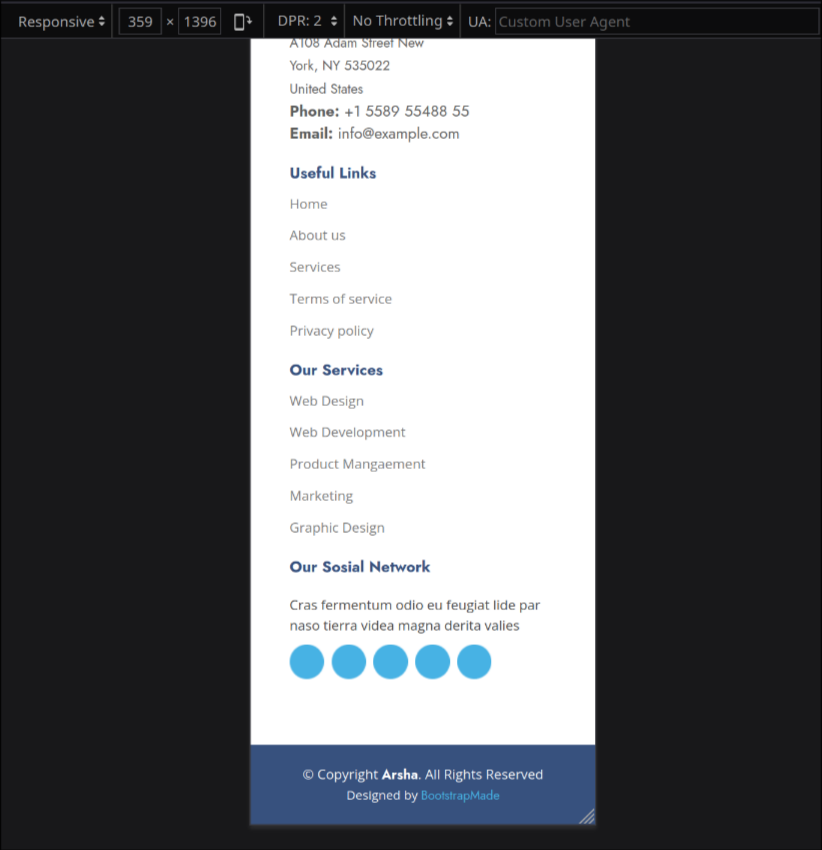 Responsive 359 × 1396 DPR: 2 No Throttling UA: Custom User Agent
A108 Adam Street New
York, NY 535022
United States
Phone: +1 5589 55488 55
Email: info@example.com
Useful Links
Home
About us
Services
Terms of service
Privacy policy
Our Services
Web Design
Web Development
Product Mangaement
Marketing
Graphic Design
Our Sosial Network
Cras fermentum odio eu feugiat lide par
naso tierra videa magna derita valies
© Copyright Arsha. All Rights Reserved
Designed by BootstrapMade